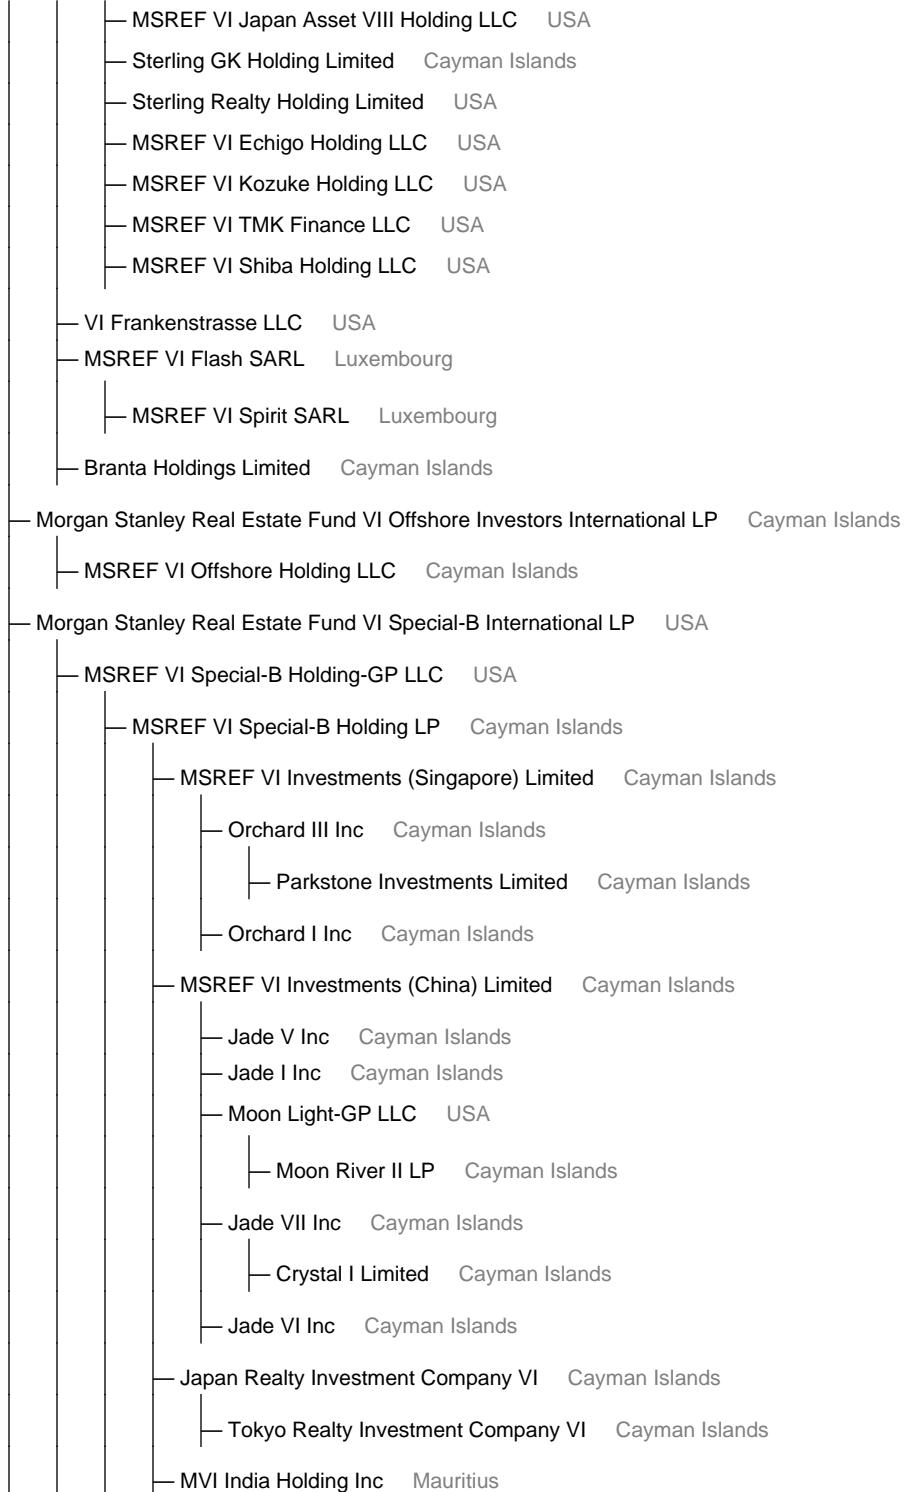 MSREF VI Japan Asset VIII Holding LLC USA
Sterling GK Holding Limited Cayman Islands
Sterling Realty Holding Limited USA
MSREF VI Echigo Holding LLC USA
MSREF VI Kozuke Holding LLC USA
MSREF VI TMK Finance LLC USA
MSREF VI Shiba Holding LLC USA
VI Frankenstrasse LLC USA
MSREF VI Flash SARL Luxembourg
MSREF VI Spirit SARL Luxembourg
Branta Holdings Limited Cayman Islands
Morgan Stanley Real Estate Fund VI Offshore Investors International LP Cayman Islands
MSREF VI Offshore Holding LLC Cayman Islands
Morgan Stanley Real Estate Fund VI Special-B International LP USA
MSREF VI Special-B Holding-GP LLC USA
MSREF VI Special-B Holding LP Cayman Islands
MSREF VI Investments (Singapore) Limited Cayman Islands
Orchard III Inc Cayman Islands
Parkstone Investments Limited Cayman Islands
Orchard I Inc Cayman Islands
MSREF VI Investments (China) Limited Cayman Islands
Jade V Inc Cayman Islands
Jade I Inc Cayman Islands
Moon Light-GP LLC USA
Moon River II LP Cayman Islands
Jade VII Inc Cayman Islands
Crystal I Limited Cayman Islands
Jade VI Inc Cayman Islands
Japan Realty Investment Company VI Cayman Islands
Tokyo Realty Investment Company VI Cayman Islands
MVI India Holding Inc Mauritius